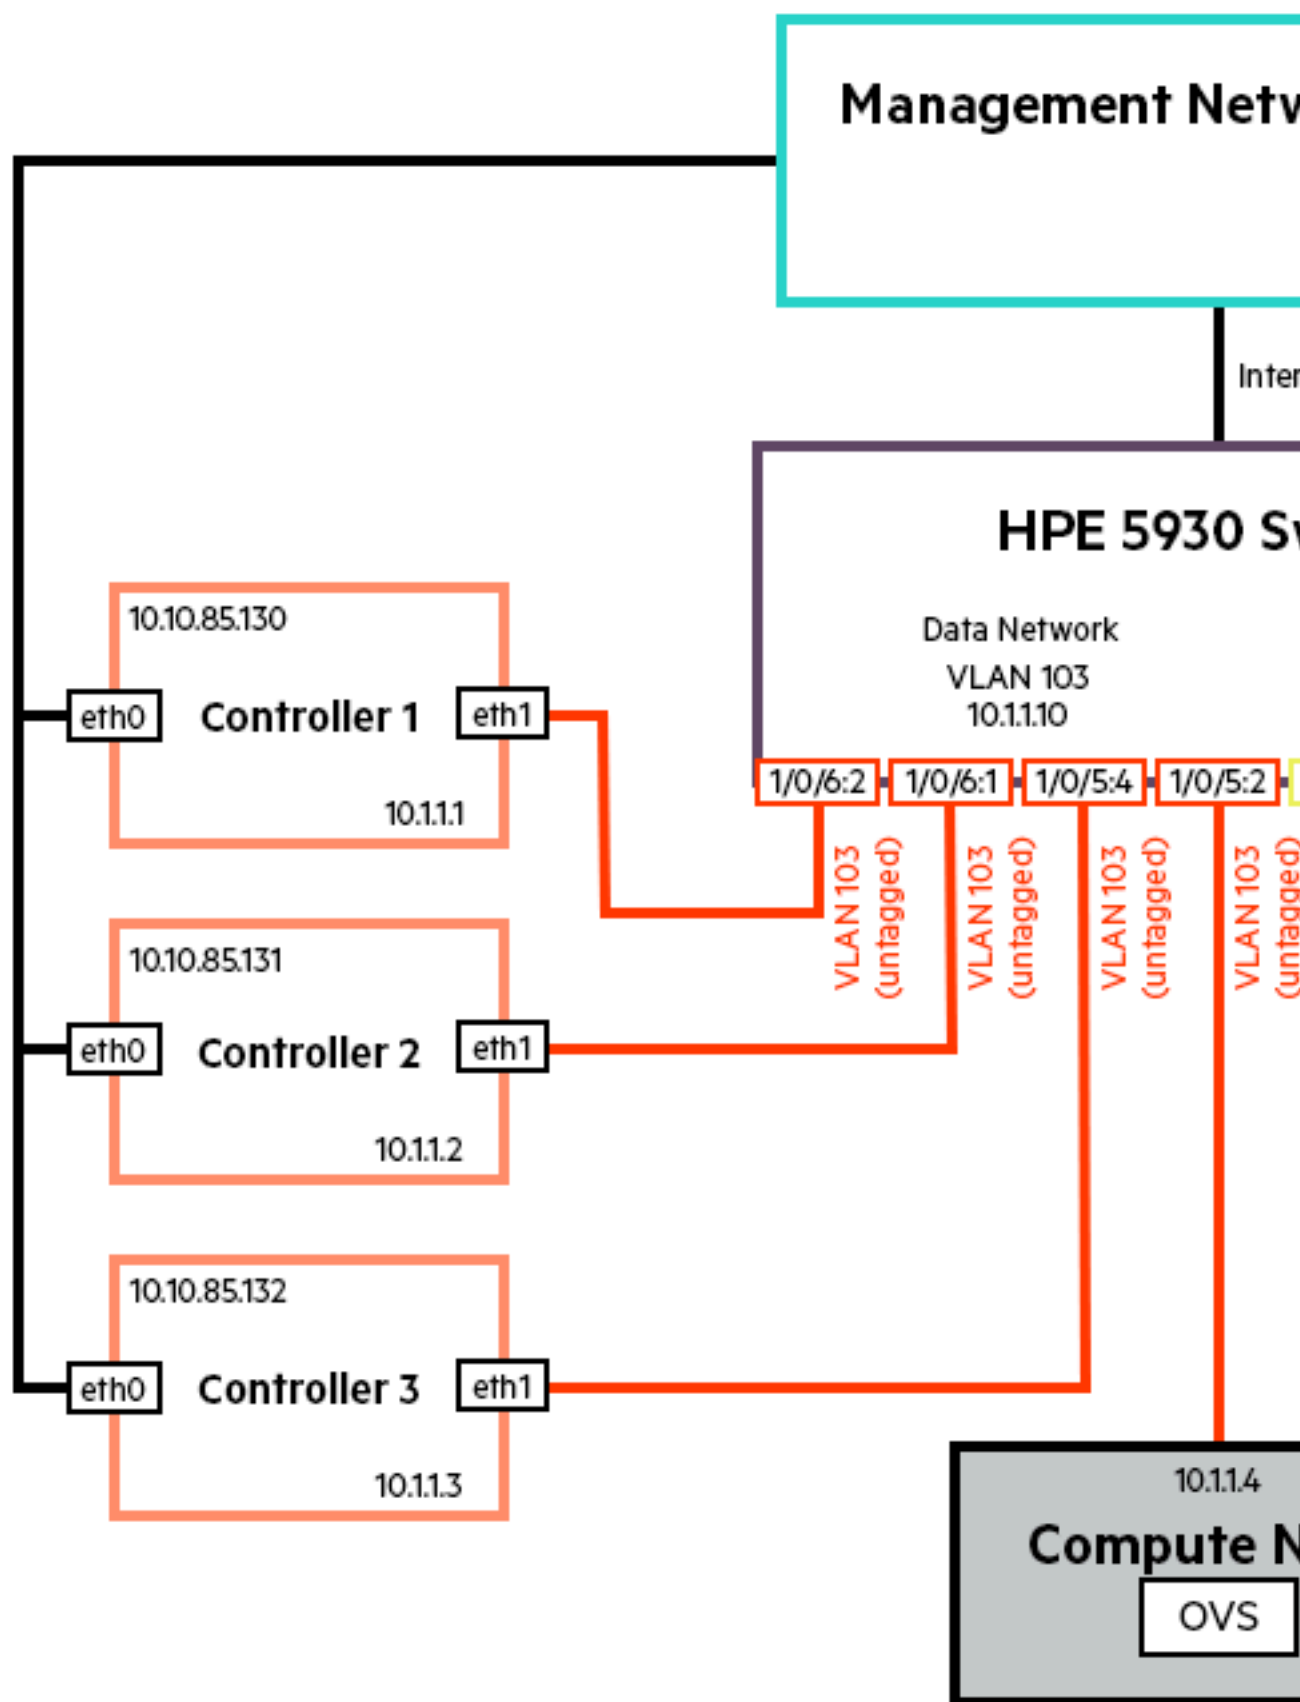 Management
HPE 5930
Data Network
VLAN 103
10.1.1.10
1/0/6:2
1/0/6:1
1/0/5:4
1/0/5:2
VLAN 103
(untagged)
VLAN 103
(untagged)
VLAN 103
(untagged)
VLAN 103
(untagged)
10.10.85.130
eth0
Controller 1
eth1
10.1.1.1
10.10.85.131
eth0
Controller 2
eth1
10.1.1.2
10.10.85.132
eth0
Controller 3
eth1
10.1.1.3
10.1.1.4
Compute
OVS